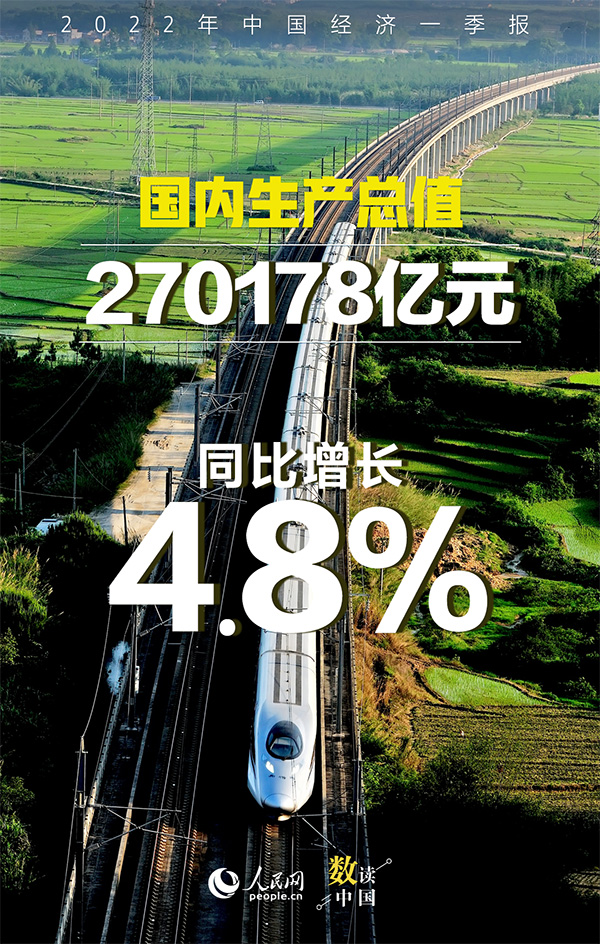 2022年中国经济一季报
国内生产总值
270178亿元
同比增长
4.8%
人民网
people.cn
数读
中国